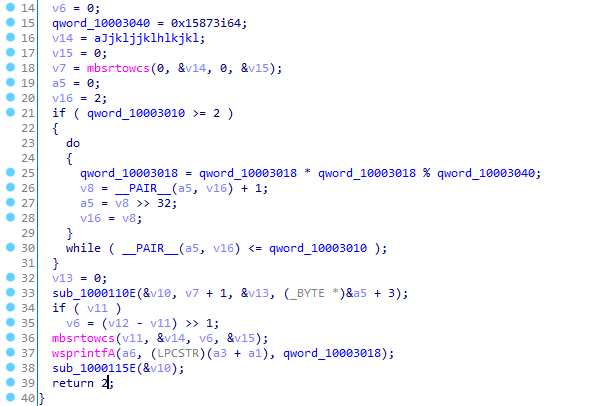 14 v6 = 0;
15 qword_10003040 = 0x15873i64;
16 v14 = aJjkljjklhlkjkl;
17 v15 = 0;
18 v7 = mbsrtowcs(0, &v14, 0, &v15);
19 a5 = 0;
20 v16 = 2;
21 if ( qword_10003010 >= 2 )
22 {
23 do
24 {
25 qword_10003018 = qword_10003018 * qword_10003018 % qword_10003040;
26 v8 = __PAIR__(a5, v16) + 1;
27 a5 = v8 >> 32;
28 v16 = v8;
29 }
30 while ( __PAIR__(a5, v16) <= qword_10003010 );
31 }
32 v13 = 0;
33 sub_1000110E(&v10, v7 + 1, &v13, (_BYTE *)&a5 + 3);
34 if ( v11 )
35 v6 = (v12 - v11) >> 1;
36 mbsrtowcs(v11, &v14, v6, &v15);
37 wsprintfA(a6, (LPCSTR)(a3 + a1), qword_10003018);
38 sub_1000115E(&v10);
39 return 2;
40 }